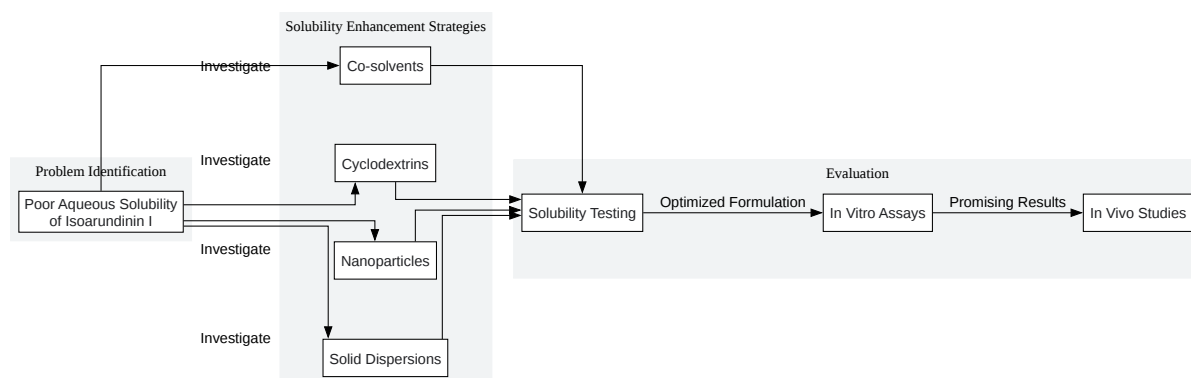 Solubility Enhancement Strategies
Investigate
Co-solvents
Investigate
Cyclodextrins
Problem Identification
Poor Aqueous Solubility
of Isoarundinin I
Investigate
Nanoparticles
Investigate
Solid Dispersions
Evaluation
Solubility Testing
Optimized Formulation
In Vitro Assays
Promising Results
In Vivo Studies